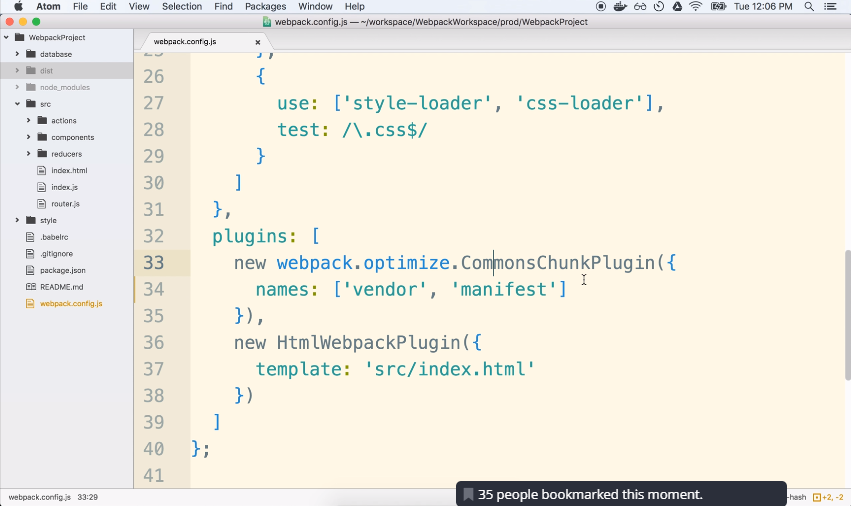 Atom File Edit View Selection Find Packages Window Help Tue 12:06 PM
webpack.config.js — ~/workspace/WebpackWorkspace/prod/WebpackProject
WebpackProject
database
dist
node_modules
src
actions
components
reducers
index.html
index.js
router.js
style
.babelrc
.gitignore
package.json
README.md
webpack.config.js
webpack.config.js ×
26 {
27 use: ['style-loader', 'css-loader'],
28 test: /\.css$/
29 }
30 ]
31 },
32 plugins: [
33 new webpack.optimize.CommonsChunkPlugin({
34 names: ['vendor', 'manifest']
35 }),
36 new HtmlWebpackPlugin({
37 template: 'src/index.html'
38 })
39 ]
40 };
41
webpack.config.js 33:29
35 people bookmarked this moment.
-hash +2, -2